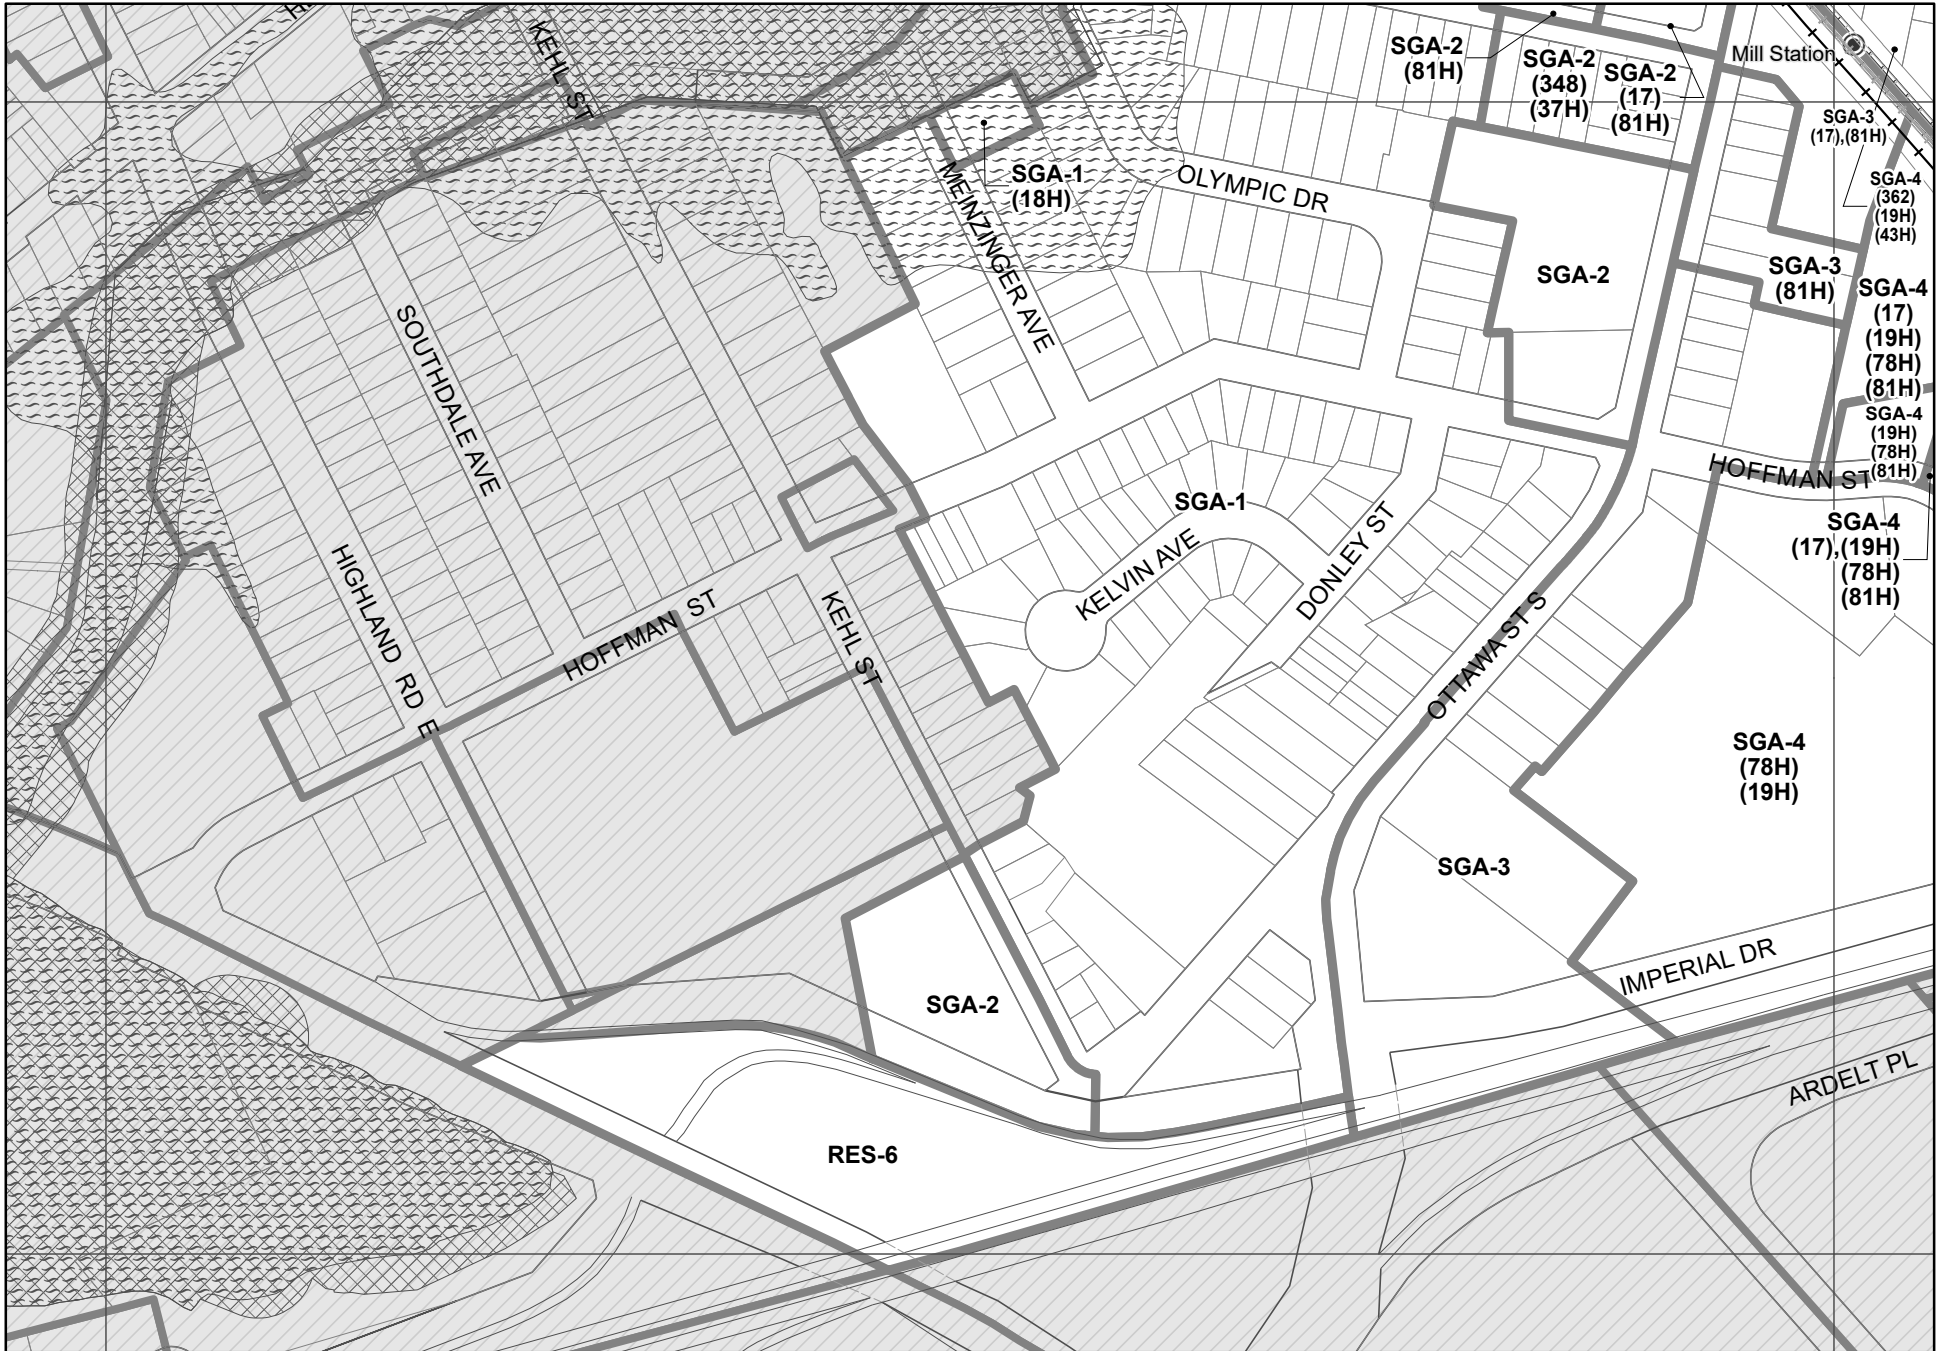 KEHL ST
SGA-2
(81H)
SGA-2
(348)
(37H)
SGA-2
(17)
(81H)
Mill Station
SGA-3
(17),(81H)
SGA-4
(362)
(19H)
(43H)
SGA-1
(18H)
MEINZINGER AVE
OLYMPIC DR
SGA-2
SGA-3
(81H)
SGA-4
(17)
(19H)
(78H)
(81H)
SOUTHDALE AVE
SGA-4
(19H)
(78H)
(81H)
HOFFMAN ST
SGA-1
SGA-4
(17),(19H)
(78H)
(81H)
HIGHLAND RD E
KELVIN AVE
DONLEY ST
HOFFMAN ST
KEHL ST
OTTAWA ST S
SGA-4
(78H)
(19H)
SGA-3
SGA-2
IMPERIAL DR
ARDELT PL
RES-6